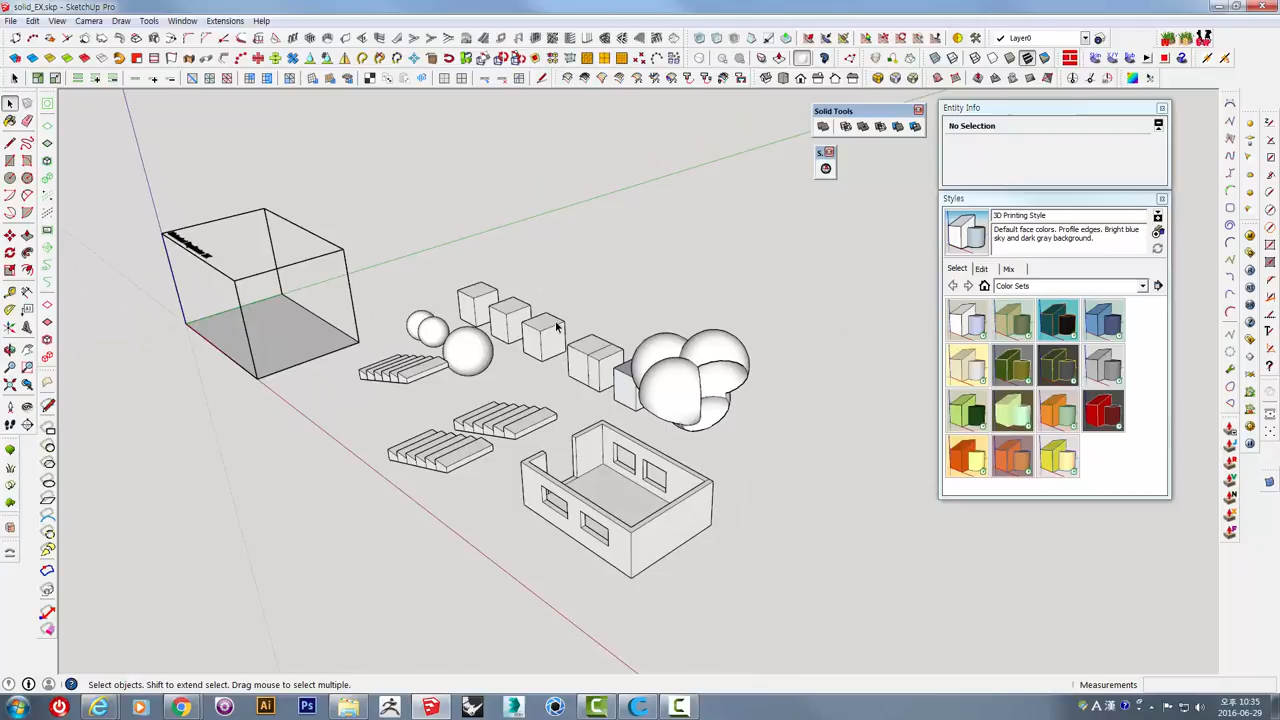 solid_EX.skp - SketchUp Pro
File Edit View Camera Draw Tools Window Extensions Help
Layer0
Solid Tools
S..
Entity Info
No Selection
Styles
3D Printing Style
Default face colors. Profile edges. Bright blue
sky and dark gray background.
Select Edit Mix
Color Sets
Select objects. Shift to extend select. Drag mouse to select multiple.
Measurements
Ai Ps
A 漢
오후 10:35
2016-06-29